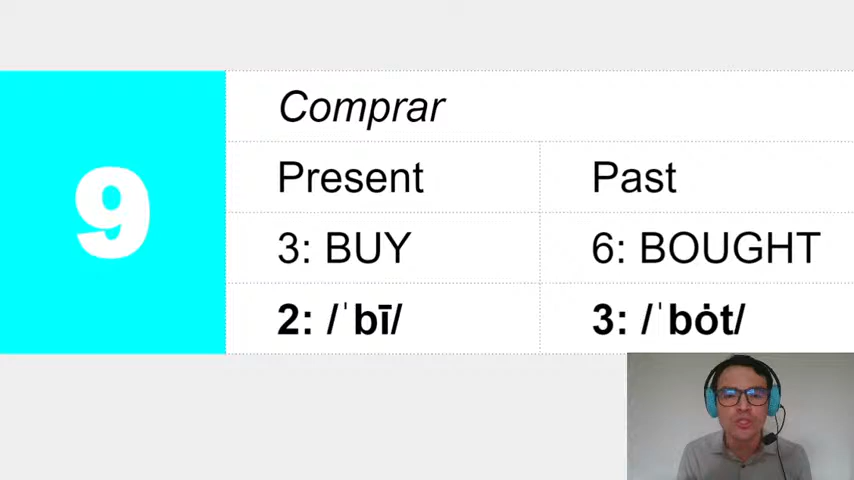 9
Comprar
Present Past
3: BUY 6: BOUGHT
2: /ˈbī/ 3: /ˈbȯt/